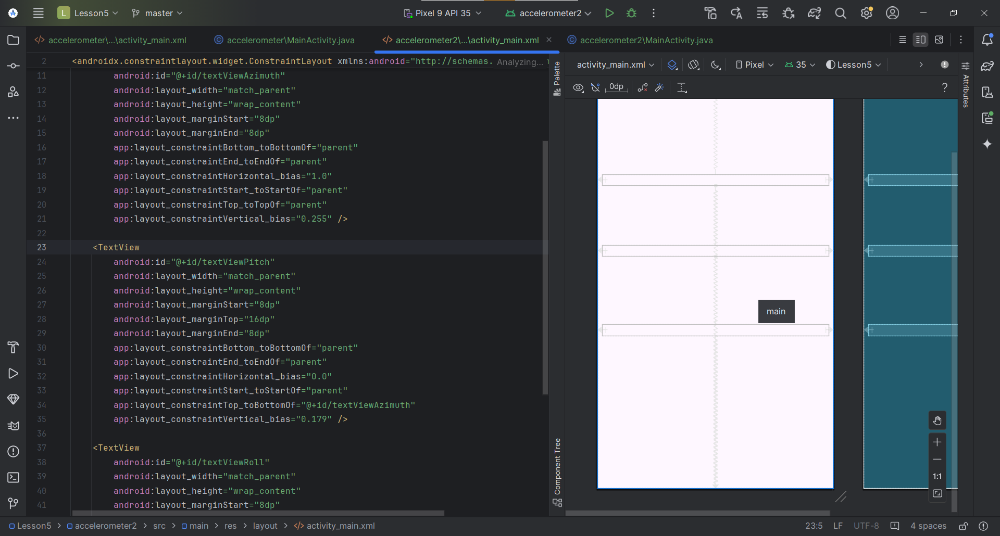 L Lesson5 master Pixel 9 API 35 accelerometer2
accelerometer\...\activity_main.xml accelerometer\MainActivity.java accelerometer2\...\activity_main.xml accelerometer2\MainActivity.java
2 <androidx.constraintlayout.widget.ConstraintLayout xmlns:android="http://schemas. Analyzing...
11 android:id="@+id/textViewAzimuth"
12 android:layout_width="match_parent"
13 android:layout_height="wrap_content"
14 android:layout_marginStart="8dp"
15 android:layout_marginEnd="8dp"
16 app:layout_constraintBottom_toBottomOf="parent"
17 app:layout_constraintEnd_toEndOf="parent"
18 app:layout_constraintHorizontal_bias="1.0"
19 app:layout_constraintStart_toStartOf="parent"
20 app:layout_constraintTop_toTopOf="parent"
21 app:layout_constraintVertical_bias="0.255" />
22
23 <TextView
24 android:id="@+id/textViewPitch"
25 android:layout_width="match_parent"
26 android:layout_height="wrap_content"
27 android:layout_marginStart="8dp"
28 android:layout_marginTop="16dp"
29 android:layout_marginEnd="8dp"
30 app:layout_constraintBottom_toBottomOf="parent"
31 app:layout_constraintEnd_toEndOf="parent"
32 app:layout_constraintHorizontal_bias="0.0"
33 app:layout_constraintStart_toStartOf="parent"
34 app:layout_constraintTop_toBottomOf="@+id/textViewAzimuth"
35 app:layout_constraintVertical_bias="0.179" />
36
37 <TextView
38 android:id="@+id/textViewRoll"
39 android:layout_width="match_parent"
40 android:layout_height="wrap_content"
41 android:layout_marginStart="8dp"
Palette
Component Tree
activity_main.xml Pixel 35 Lesson5
0dp ?
main
1:1
Attributes
Lesson5 > accelerometer2 > src > main > res > layout > activity_main.xml 23:5 LF UTF-8 4 spaces